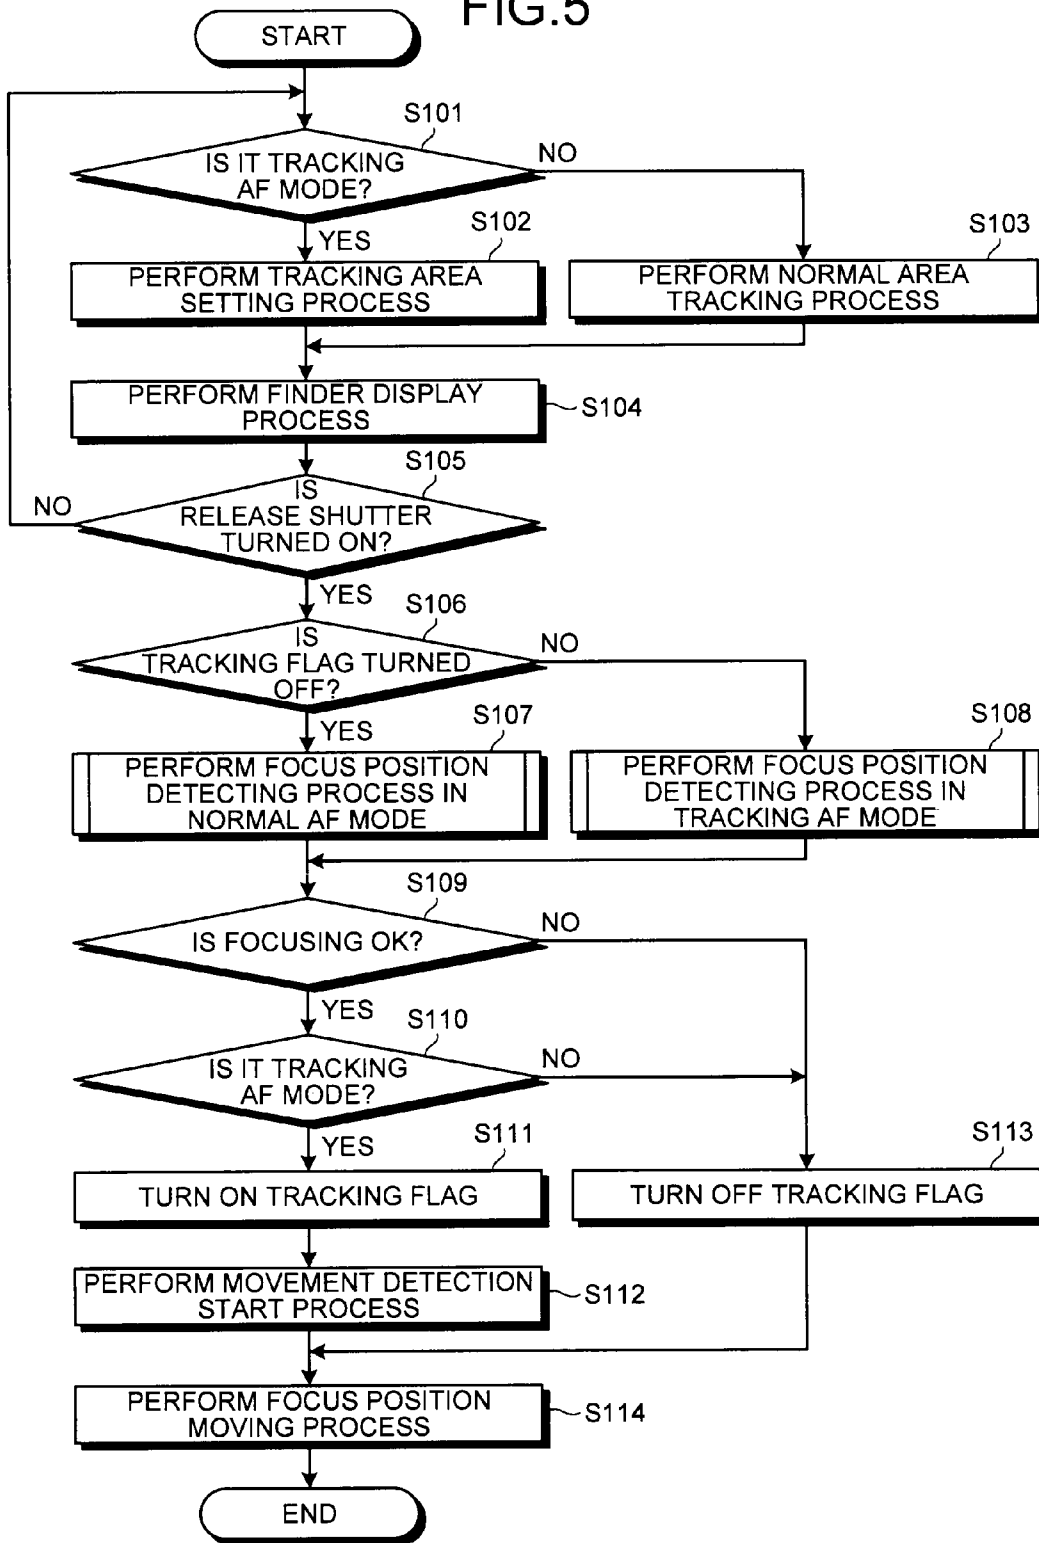 FIG.5
START
S101
IS IT TRACKING
AF MODE?
NO
YES
S102
PERFORM TRACKING AREA
SETTING PROCESS
S103
PERFORM NORMAL AREA
TRACKING PROCESS
PERFORM FINDER DISPLAY
PROCESS
S104
S105
IS
RELEASE SHUTTER
TURNED ON?
NO
YES
S106
IS
TRACKING FLAG TURNED
OFF?
NO
YES
S107
PERFORM FOCUS POSITION
DETECTING PROCESS IN
NORMAL AF MODE
S108
PERFORM FOCUS POSITION
DETECTING PROCESS IN
TRACKING AF MODE
S109
IS FOCUSING OK?
NO
YES
S110
IS IT TRACKING
AF MODE?
NO
YES
S111
TURN ON TRACKING FLAG
S113
TURN OFF TRACKING FLAG
PERFORM MOVEMENT DETECTION
START PROCESS
S112
PERFORM FOCUS POSITION
MOVING PROCESS
S114
END